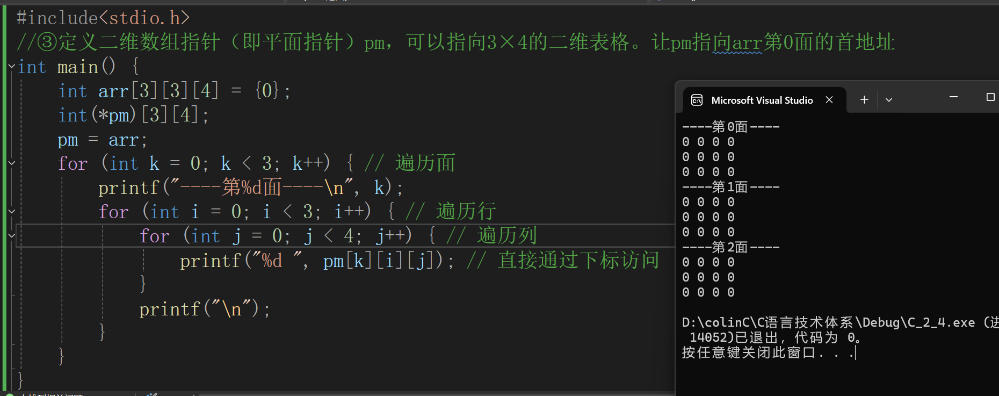 #include<stdio.h>
//③定义二维数组指针（即平面指针）pm，可以指向3×4的二维表格。让pm指向arr第0面的首地址
int main() {
int arr[3][3][4] = {0};
int(*pm)[3][4];
pm = arr;
for (int k = 0; k < 3; k++) { // 遍历面
printf("----第%d面----\n", k);
for (int i = 0; i < 3; i++) { // 遍历行
for (int j = 0; j < 4; j++) { // 遍历列
printf("%d ", pm[k][i][j]); // 直接通过下标访问
}
printf("\n");
}
}
}
Microsoft Visual Studio
----第0面----
0 0 0 0
0 0 0 0
0 0 0 0
----第1面----
0 0 0 0
0 0 0 0
0 0 0 0
----第2面----
0 0 0 0
0 0 0 0
0 0 0 0
D:\colinC\C语言技术体系\Debug\C_2_4.exe (进
14052)已退出，代码为 0。
按任意键关闭此窗口. . .